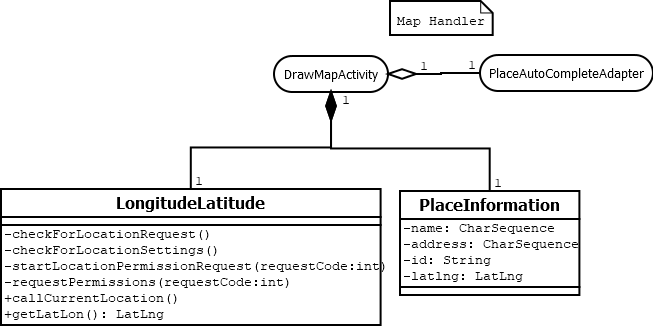 Map Handler
DrawMapActivity
1
1
PlaceAutoCompleteAdapter
1
1
1
LongitudeLatitude
-checkForLocationRequest()
-checkForLocationSettings()
-startLocationPermissionRequest(requestCode:int)
-requestPermissions(requestCode:int)
+callCurrentLocation()
+getLatLon(): LatLng
PlaceInformation
-name: CharSequence
-address: CharSequence
-id: String
-latlng: LatLng